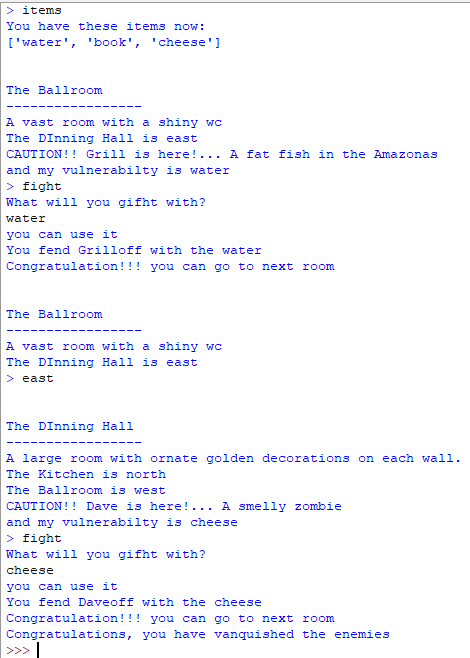 > items
You have these items now:
['water', 'book', 'cheese']
The Ballroom
-----------------
A vast room with a shiny wc
The DInning Hall is east
CAUTION!! Grill is here!... A fat fish in the Amazonas
and my vulnerabilty is water
> fight
What will you gifht with?
water
you can use it
You fend Grilloff with the water
Congratulation!!! you can go to next room
The Ballroom
-----------------
A vast room with a shiny wc
The DInning Hall is east
> east
The DInning Hall
-----------------
A large room with ornate golden decorations on each wall.
The Kitchen is north
The Ballroom is west
CAUTION!! Dave is here!... A smelly zombie
and my vulnerabilty is cheese
> fight
What will you gifht with?
cheese
you can use it
You fend Daveoff with the cheese
Congratulation!!! you can go to next room
Congratulations, you have vanquished the enemies
>>>